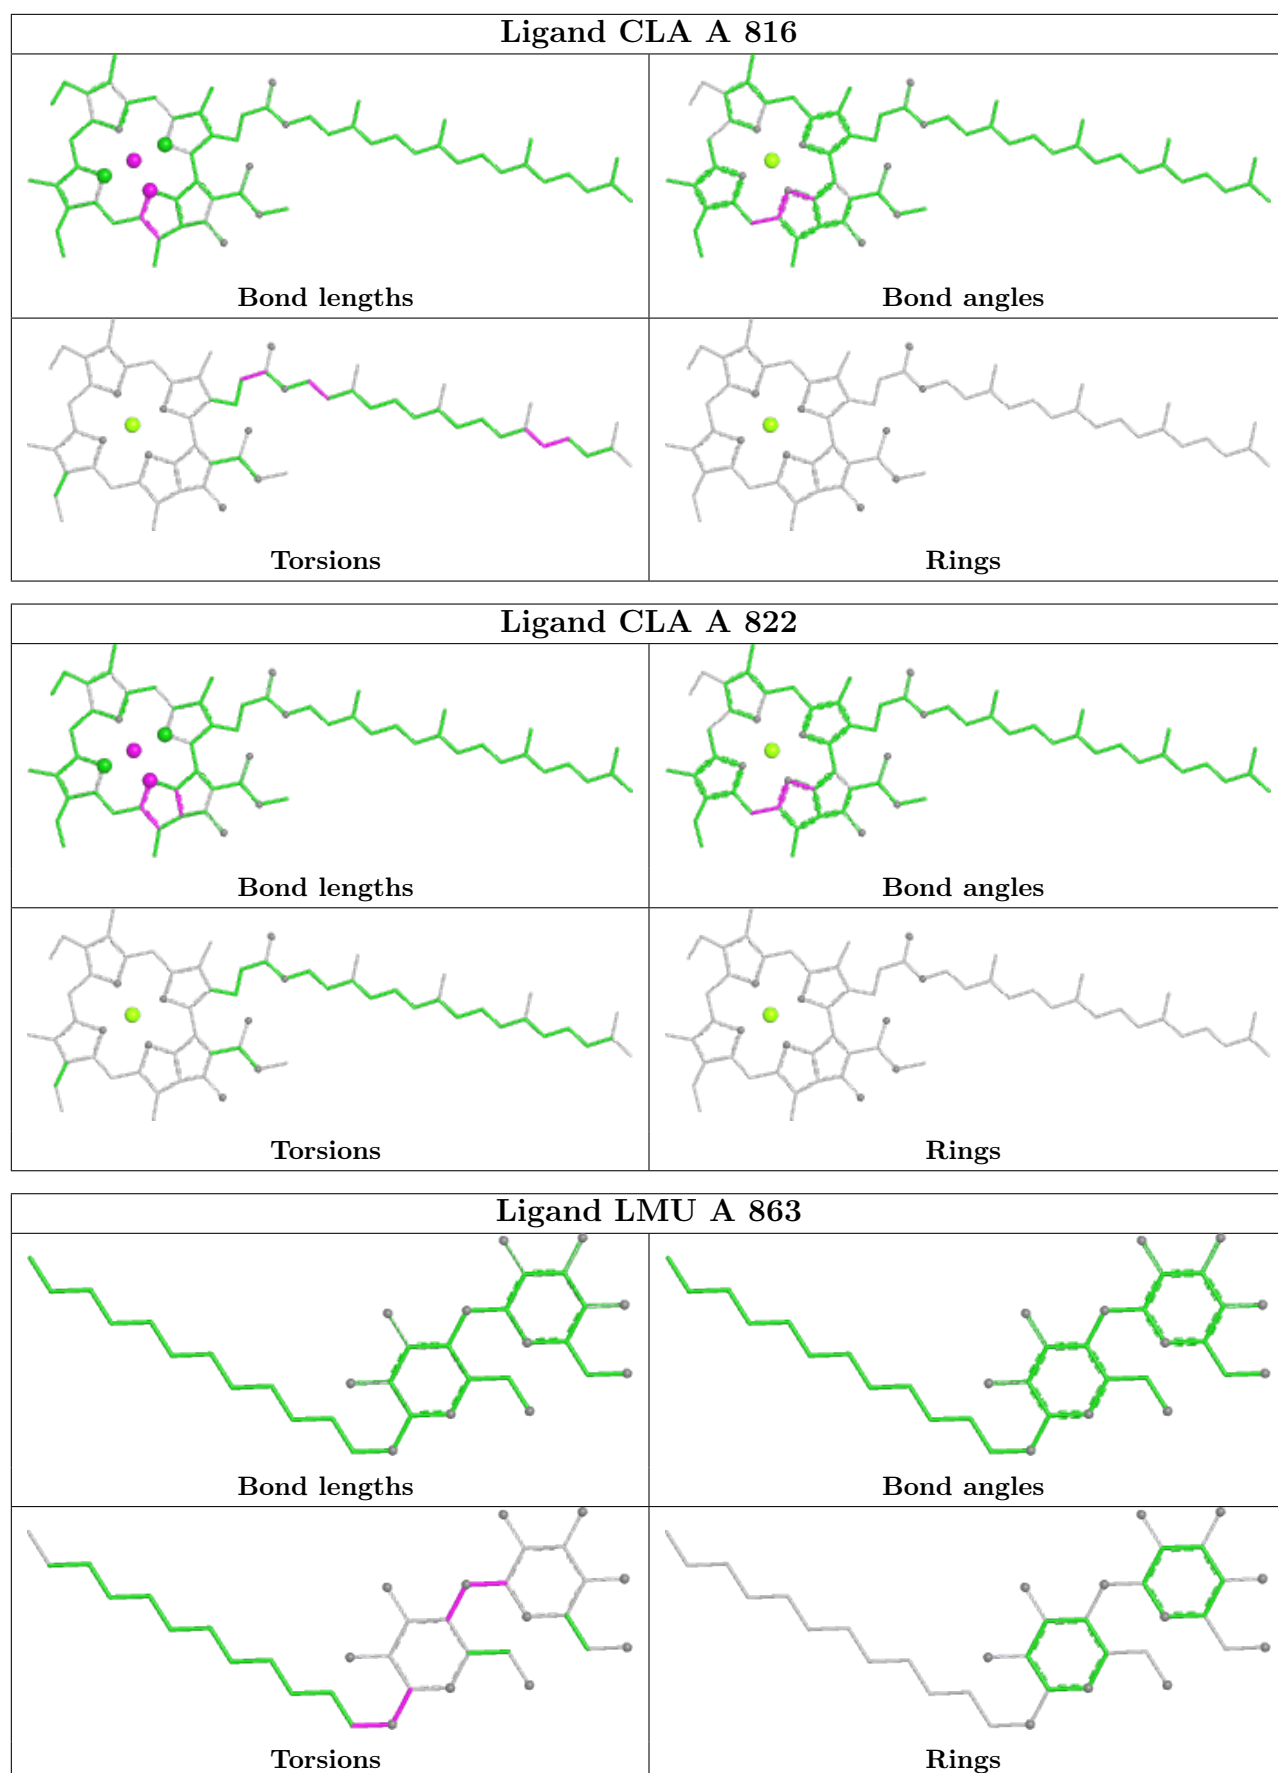 Ligand CLA A 816
Bond lengths
Bond angles
Torsions
Rings
Ligand CLA A 822
Bond lengths
Bond angles
Torsions
Rings
Ligand LMU A 863
Bond lengths
Bond angles
Torsions
Rings